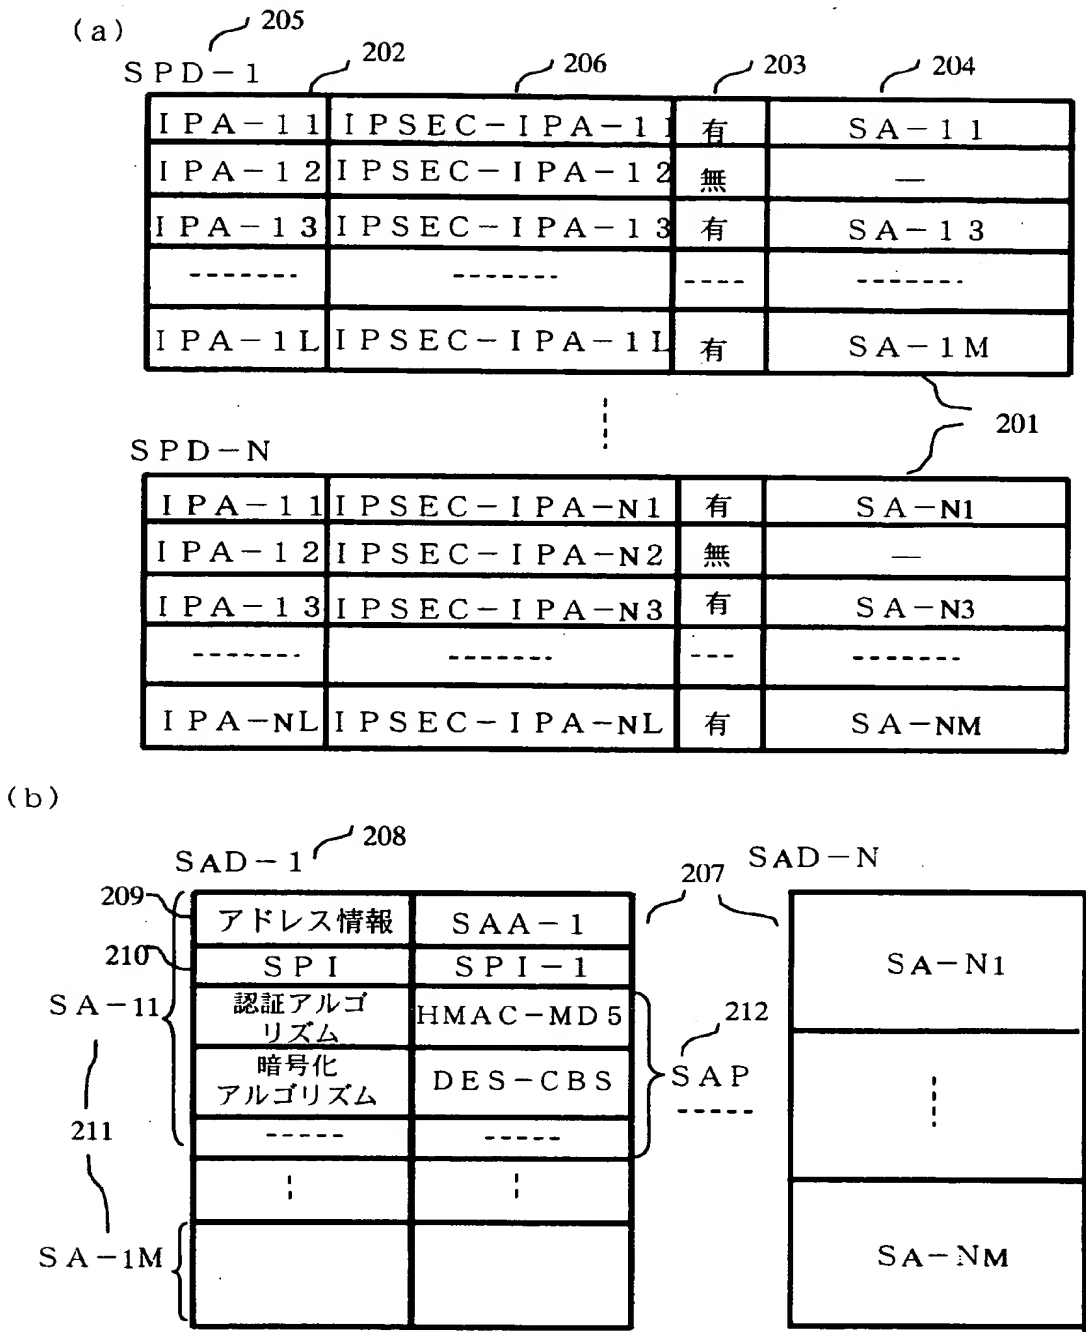 (a)
205
SPD-1
202
206
203
204
IPA-11 IPSEC-IPA-11 有 SA-11
IPA-12 IPSEC-IPA-12 無 —
IPA-13 IPSEC-IPA-13 有 SA-13
------- ------- ---- -------
IPA-1L IPSEC-IPA-1L 有 SA-1M
201
SPD-N
IPA-11 IPSEC-IPA-N1 有 SA-N1
IPA-12 IPSEC-IPA-N2 無 —
IPA-13 IPSEC-IPA-N3 有 SA-N3
------- ------- --- -------
IPA-NL IPSEC-IPA-NL 有 SA-NM
(b)
SAD-1
208
207
SAD-N
209
アドレス情報 SAA-1
210
SPI SPI-1
SA-11
認証アルゴ
リズム
HMAC-MD5
暗号化
アルゴリズム
DES-CBS
----- -----
212
SAP
-----
211
SA-1M
SA-N1
SA-NM